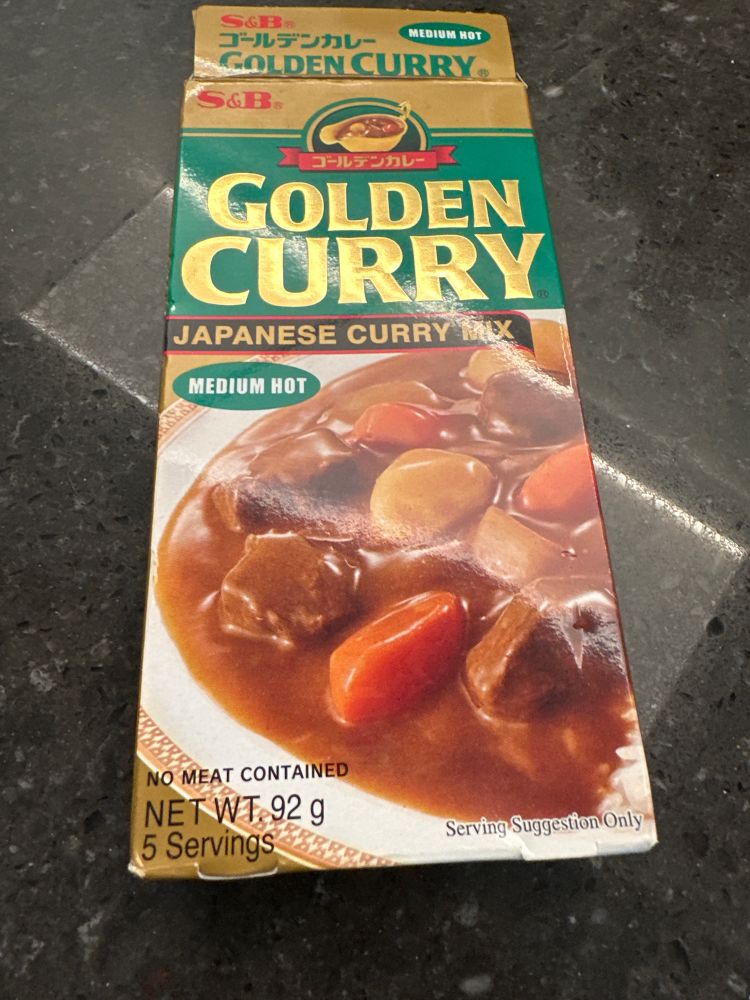 S&B®
ゴールデンカレー
MEDIUM HOT
GOLDEN CURRY®
S&B®
ゴールデンカレー
GOLDEN
CURRY®
JAPANESE CURRY MIX
MEDIUM HOT
NO MEAT CONTAINED
NET WT. 92 g
5 Servings
Serving Suggestion Only